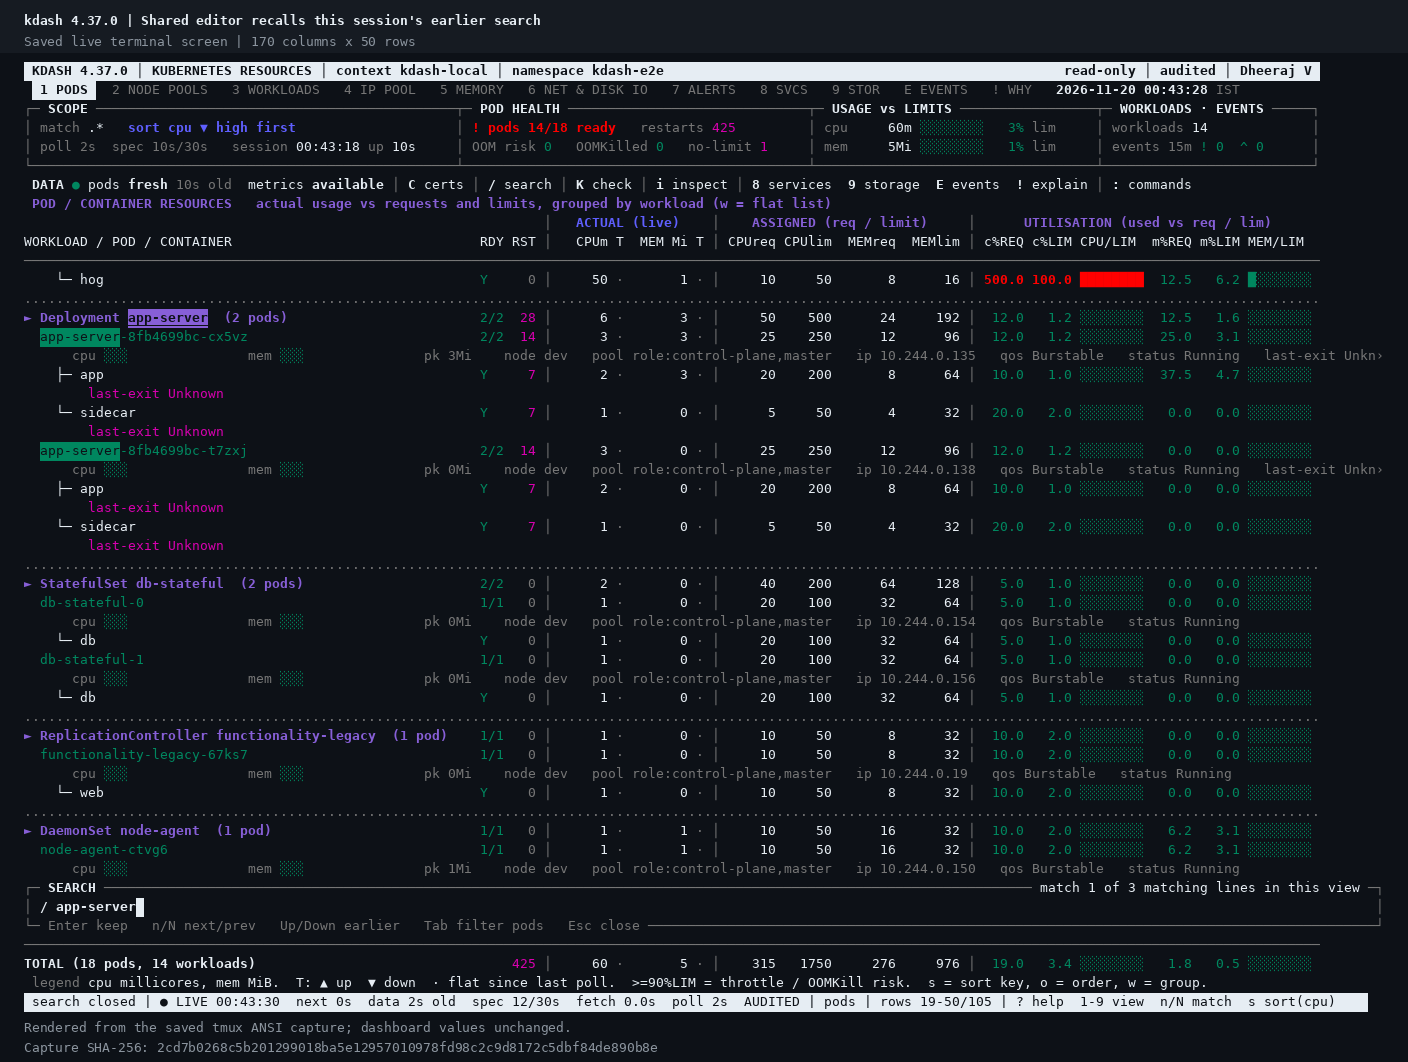 kdash 4.37.0 | Shared editor recalls this session's earlier search
Saved live terminal screen | 170 columns x 50 rows
KDASH 4.37.0 │ KUBERNETES RESOURCES │ context kdash-local │ namespace kdash-e2e read-only │ audited │ Dheeraj V
1 PODS 2 NODE POOLS 3 WORKLOADS 4 IP POOL 5 MEMORY 6 NET & DISK IO 7 ALERTS 8 SVCS 9 STOR E EVENTS ! WHY 2026-11-20 00:43:28 IST
SCOPE POD HEALTH USAGE vs LIMITS WORKLOADS · EVENTS
│ match .* sort cpu ▼ high first │ ! pods 14/18 ready restarts 425 │ cpu 60m ░░░░░░░░ 3% lim │ workloads 14 │
│ poll 2s spec 10s/30s session 00:43:18 up 10s │ OOM risk 0 OOMKilled 0 no-limit 1 │ mem 5Mi ░░░░░░░░ 1% lim │ events 15m ! 0 ^ 0 │
DATA ● pods fresh 10s old metrics available │ C certs │ / search │ K check │ i inspect │ 8 services 9 storage E events ! explain │ : commands
POD / CONTAINER RESOURCES actual usage vs requests and limits, grouped by workload (w = flat list)
│ ACTUAL (live) │ ASSIGNED (req / limit) │ UTILISATION (used vs req / lim)
WORKLOAD / POD / CONTAINER RDY RST │ CPUm T MEM Mi T │ CPUreq CPUlim MEMreq MEMlim │ c%REQ c%LIM CPU/LIM m%REQ m%LIM MEM/LIM
└─ hog Y 0 │ 50 · 1 · │ 10 50 8 16 │ 500.0 100.0 ████████ 12.5 6.2 █░░░░░░░
► Deployment app-server (2 pods) 2/2 28 │ 6 · 3 · │ 50 500 24 192 │ 12.0 1.2 ░░░░░░░░ 12.5 1.6 ░░░░░░░░
app-server-8fb4699bc-cx5vz 2/2 14 │ 3 · 3 · │ 25 250 12 96 │ 12.0 1.2 ░░░░░░░░ 25.0 3.1 ░░░░░░░░
cpu ░░░ mem ░░░ pk 3Mi node dev pool role:control-plane,master ip 10.244.0.135 qos Burstable status Running last-exit Unkn›
├─ app Y 7 │ 2 · 3 · │ 20 200 8 64 │ 10.0 1.0 ░░░░░░░░ 37.5 4.7 ░░░░░░░░
last-exit Unknown
└─ sidecar Y 7 │ 1 · 0 · │ 5 50 4 32 │ 20.0 2.0 ░░░░░░░░ 0.0 0.0 ░░░░░░░░
last-exit Unknown
app-server-8fb4699bc-t7zxj 2/2 14 │ 3 · 0 · │ 25 250 12 96 │ 12.0 1.2 ░░░░░░░░ 0.0 0.0 ░░░░░░░░
cpu ░░░ mem ░░░ pk 0Mi node dev pool role:control-plane,master ip 10.244.0.138 qos Burstable status Running last-exit Unkn›
├─ app Y 7 │ 2 · 0 · │ 20 200 8 64 │ 10.0 1.0 ░░░░░░░░ 0.0 0.0 ░░░░░░░░
last-exit Unknown
└─ sidecar Y 7 │ 1 · 0 · │ 5 50 4 32 │ 20.0 2.0 ░░░░░░░░ 0.0 0.0 ░░░░░░░░
last-exit Unknown
► StatefulSet db-stateful (2 pods) 2/2 0 │ 2 · 0 · │ 40 200 64 128 │ 5.0 1.0 ░░░░░░░░ 0.0 0.0 ░░░░░░░░
db-stateful-0 1/1 0 │ 1 · 0 · │ 20 100 32 64 │ 5.0 1.0 ░░░░░░░░ 0.0 0.0 ░░░░░░░░
cpu ░░░ mem ░░░ pk 0Mi node dev pool role:control-plane,master ip 10.244.0.154 qos Burstable status Running
└─ db Y 0 │ 1 · 0 · │ 20 100 32 64 │ 5.0 1.0 ░░░░░░░░ 0.0 0.0 ░░░░░░░░
db-stateful-1 1/1 0 │ 1 · 0 · │ 20 100 32 64 │ 5.0 1.0 ░░░░░░░░ 0.0 0.0 ░░░░░░░░
cpu ░░░ mem ░░░ pk 0Mi node dev pool role:control-plane,master ip 10.244.0.156 qos Burstable status Running
└─ db Y 0 │ 1 · 0 · │ 20 100 32 64 │ 5.0 1.0 ░░░░░░░░ 0.0 0.0 ░░░░░░░░
► ReplicationController functionality-legacy (1 pod) 1/1 0 │ 1 · 0 · │ 10 50 8 32 │ 10.0 2.0 ░░░░░░░░ 0.0 0.0 ░░░░░░░░
functionality-legacy-67ks7 1/1 0 │ 1 · 0 · │ 10 50 8 32 │ 10.0 2.0 ░░░░░░░░ 0.0 0.0 ░░░░░░░░
cpu ░░░ mem ░░░ pk 0Mi node dev pool role:control-plane,master ip 10.244.0.19 qos Burstable status Running
└─ web Y 0 │ 1 · 0 · │ 10 50 8 32 │ 10.0 2.0 ░░░░░░░░ 0.0 0.0 ░░░░░░░░
► DaemonSet node-agent (1 pod) 1/1 0 │ 1 · 1 · │ 10 50 16 32 │ 10.0 2.0 ░░░░░░░░ 6.2 3.1 ░░░░░░░░
node-agent-ctvg6 1/1 0 │ 1 · 1 · │ 10 50 16 32 │ 10.0 2.0 ░░░░░░░░ 6.2 3.1 ░░░░░░░░
cpu ░░░ mem ░░░ pk 1Mi node dev pool role:control-plane,master ip 10.244.0.150 qos Burstable status Running
SEARCH match 1 of 3 matching lines in this view
│ / app-server │
Enter keep n/N next/prev Up/Down earlier Tab filter pods Esc close
TOTAL (18 pods, 14 workloads) 425 │ 60 · 5 · │ 315 1750 276 976 │ 19.0 3.4 ░░░░░░░░ 1.8 0.5 ░░░░░░░░
legend cpu millicores, mem MiB. T: ▲ up ▼ down · flat since last poll. >=90%LIM = throttle / OOMKill risk. s = sort key, o = order, w = group.
search closed | ● LIVE 00:43:30 next 0s data 2s old spec 12/30s fetch 0.0s poll 2s AUDITED | pods | rows 19-50/105 | ? help 1-9 view n/N match s sort(cpu)
Rendered from the saved tmux ANSI capture; dashboard values unchanged.
Capture SHA-256: 2cd7b0268c5b201299018ba5e12957010978fd98c2c9d8172c5dbf84de890b8e